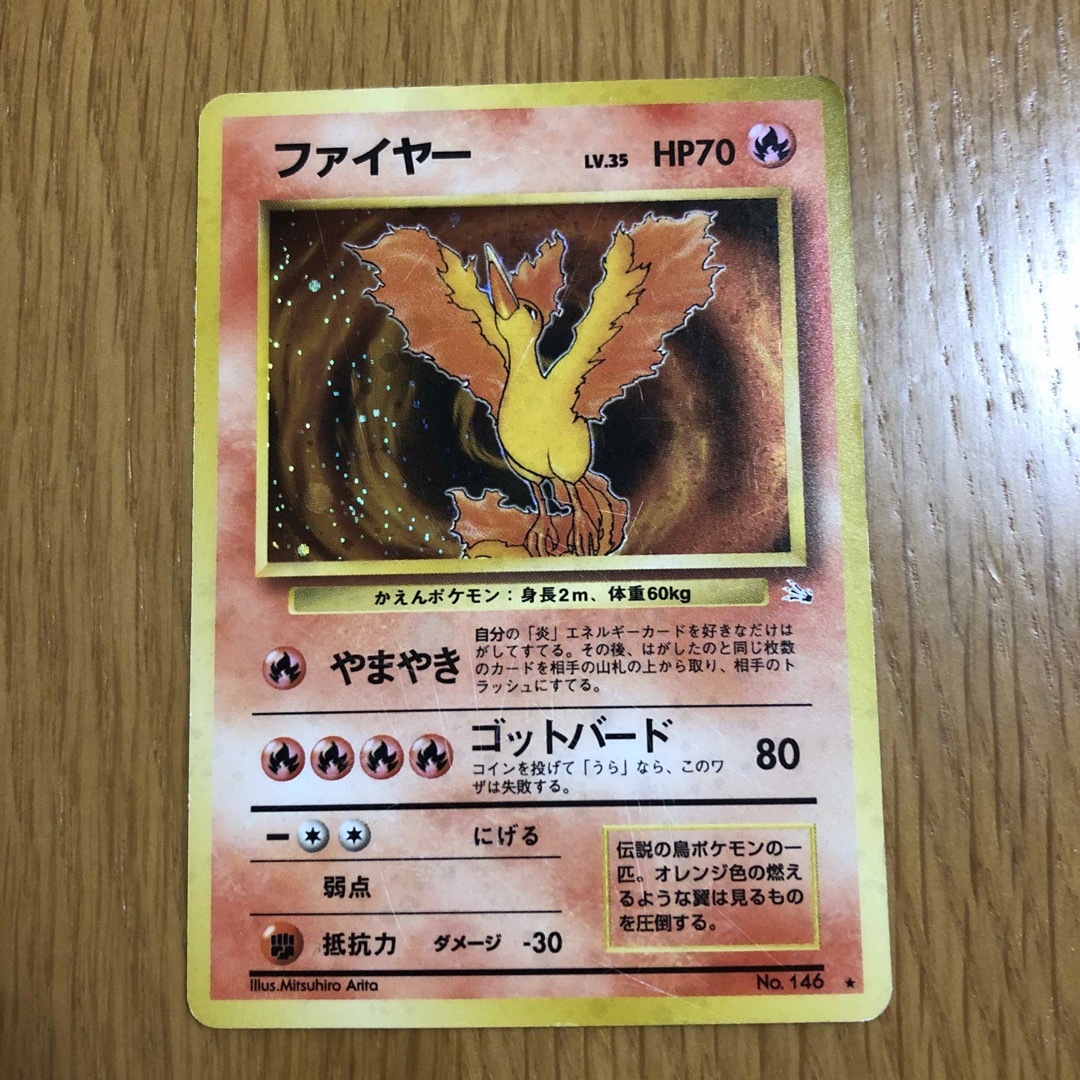 ファイヤー LV.35 HP70
かえんポケモン：身長2m、体重60kg
やまやき
自分の「炎」エネルギーカードを好きなだけは
がしてすてる。その後、はがしたのと同じ枚数
のカードを相手の山札の上から取り、相手のト
ラッシュにすてる。
ゴットバード 80
コインを投げて「うら」なら、このワ
ザは失敗する。
ー にげる
弱点
抵抗力 ダメージ -30
伝説の鳥ポケモンの一
匹。オレンジ色の燃え
るような翼は見るもの
を圧倒する。
Illus.Mitsuhiro Arita No. 146 ★